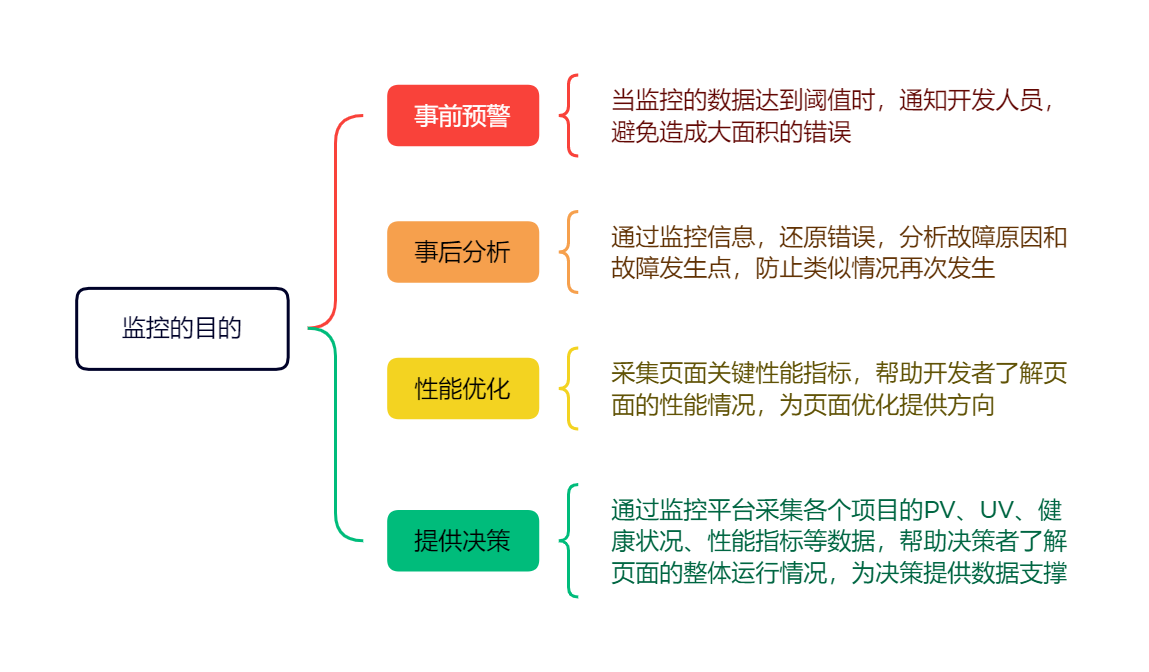 监控的目的
事前预警
当监控的数据达到阈值时，通知开发人员，
避免造成大面积的错误
事后分析
通过监控信息，还原错误，分析故障原因和
故障发生点，防止类似情况再次发生
性能优化
采集页面关键性能指标，帮助开发者了解页
面的性能情况，为页面优化提供方向
提供决策
通过监控平台采集各个项目的PV、UV、健
康状况、性能指标等数据，帮助决策者了解
页面的整体运行情况，为决策提供数据支撑